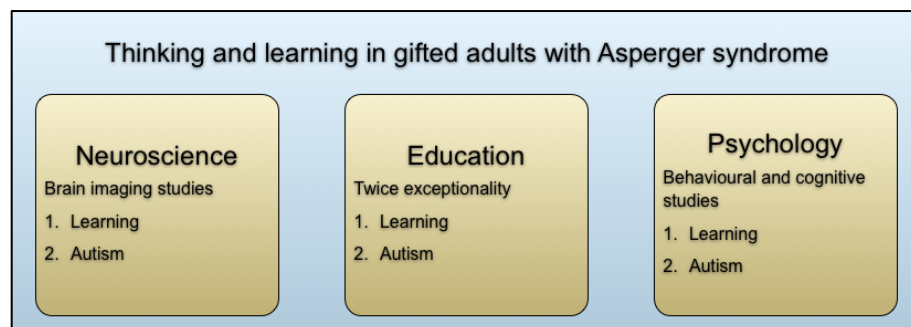 Thinking and learning in gifted adults with Asperger syndrome
Neuroscience
Brain imaging studies
1. Learning
2. Autism
Education
Twice exceptionality
1. Learning
2. Autism
Psychology
Behavioural and cognitive
studies
1. Learning
2. Autism